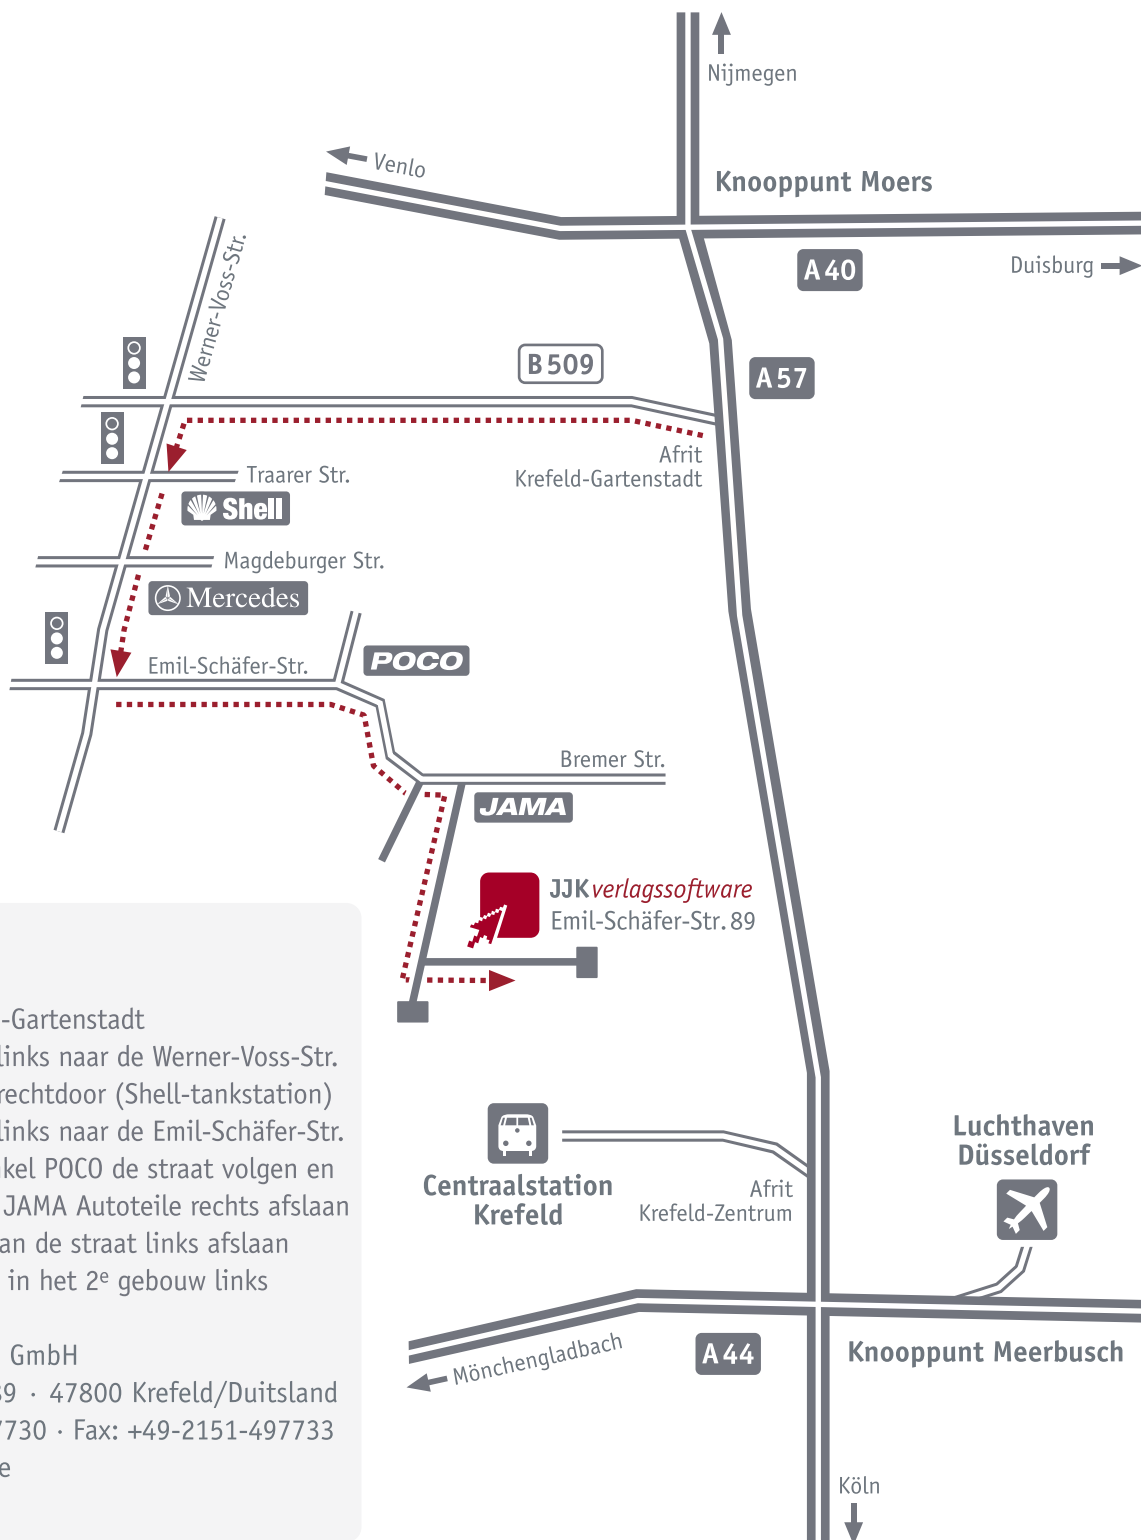 Nijmegen
Venlo
Knooppunt Moers
A 40
Duisburg
Werner-Voss-Str.
B 509
A 57
Afrit
Krefeld-Gartenstadt
Traarer Str.
Shell
Magdeburger Str.
Mercedes
Emil-Schäfer-Str.
POCO
Bremer Str.
JAMA
JJK verlagssoftware
Emil-Schäfer-Str. 89
-Gartenstadt
links naar de Werner-Voss-Str.
rechtdoor (Shell-tankstation)
links naar de Emil-Schäfer-Str.
kel POCO de straat volgen en
JAMA Autoteile rechts afslaan
an de straat links afslaan
in het 2e gebouw links
GmbH
39 · 47800 Krefeld/Duitsland
7730 · Fax: +49-2151-497733
e
Centraalstation
Krefeld
Afrit
Krefeld-Zentrum
Luchthaven
Düsseldorf
Mönchengladbach
A 44
Knooppunt Meerbusch
Köln